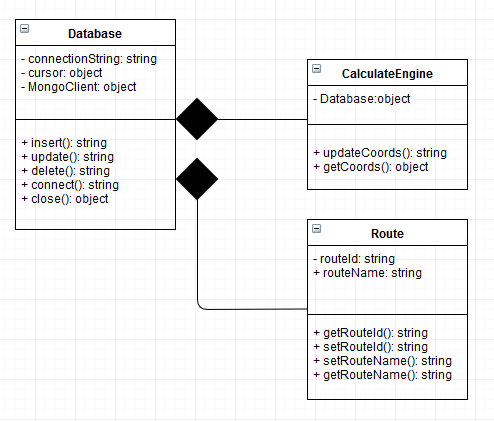 Database
- connectionString: string
- cursor: object
- MongoClient: object
+ insert(): string
+ update(): string
+ delete(): string
+ connect(): string
+ close(): object
CalculateEngine
- Database:object
+ updateCoords(): string
+ getCoords(): object
Route
- routeId: string
+ routeName: string
+ getRouteId(): string
+ setRouteId(): string
+ setRouteName(): string
+ getRouteName(): string